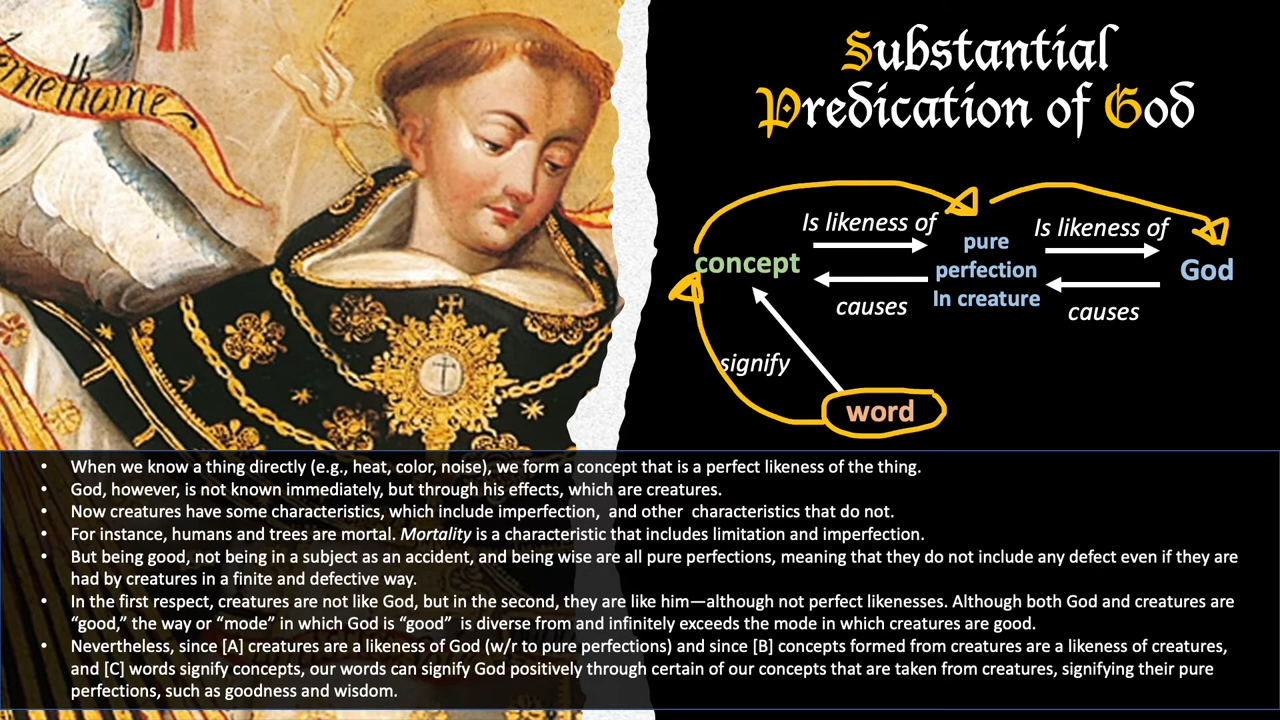 Substantial
Predication of God
Is likeness of
Is likeness of
concept
pure
perfection
In creature
God
causes
causes
signify
word
• When we know a thing directly (e.g., heat, color, noise), we form a concept that is a perfect likeness of the thing.
• God, however, is not known immediately, but through his effects, which are creatures.
• Now creatures have some characteristics, which include imperfection, and other characteristics that do not.
• For instance, humans and trees are mortal. Mortality is a characteristic that includes limitation and imperfection.
• But being good, not being in a subject as an accident, and being wise are all pure perfections, meaning that they do not include any defect even if they are
had by creatures in a finite and defective way.
• In the first respect, creatures are not like God, but in the second, they are like him—although not perfect likenesses. Although both God and creatures are
“good,” the way or “mode” in which God is “good” is diverse from and infinitely exceeds the mode in which creatures are good.
• Nevertheless, since [A] creatures are a likeness of God (w/r to pure perfections) and since [B] concepts formed from creatures are a likeness of creatures,
and [C] words signify concepts, our words can signify God positively through certain of our concepts that are taken from creatures, signifying their pure
perfections, such as goodness and wisdom.